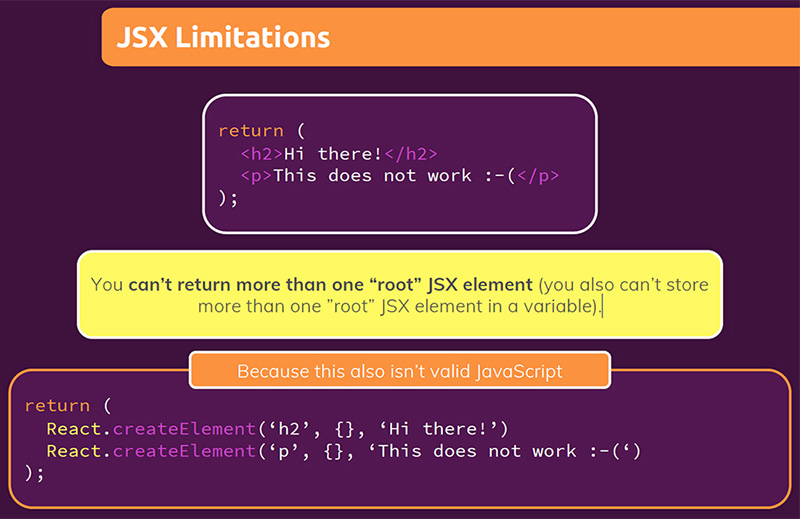 JSX Limitations
return (
<h2>Hi there!</h2>
<p>This does not work :-(</p>
);
You can’t return more than one “root” JSX element (you also can’t store
more than one ”root” JSX element in a variable).
Because this also isn’t valid JavaScript
return (
React.createElement(‘h2’, {}, ‘Hi there!’)
React.createElement(‘p’, {}, ‘This does not work :-(‘)
);